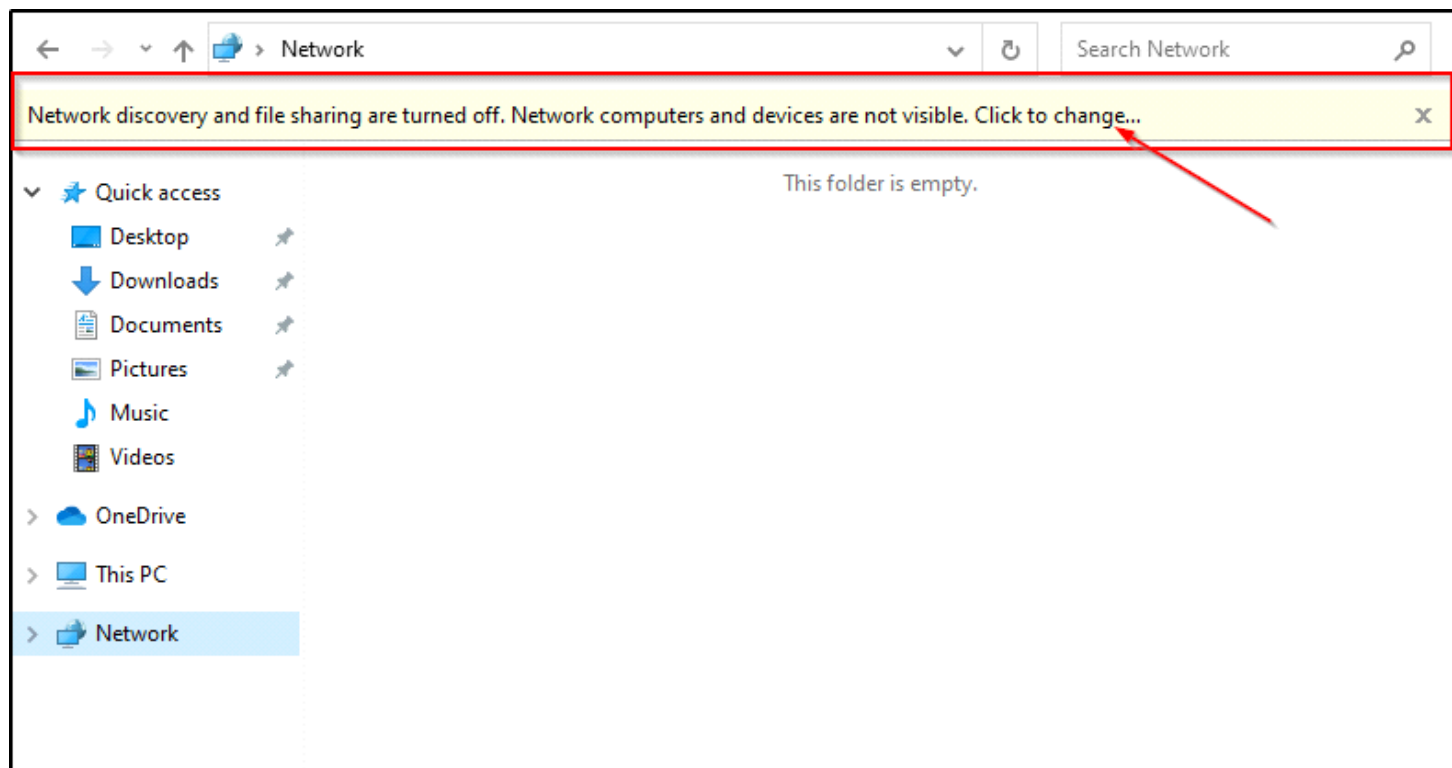 Network
Search Network
Network discovery and file sharing are turned off. Network computers and devices are not visible. Click to change...
This folder is empty.
Quick access
Desktop
Downloads
Documents
Pictures
Music
Videos
OneDrive
This PC
Network